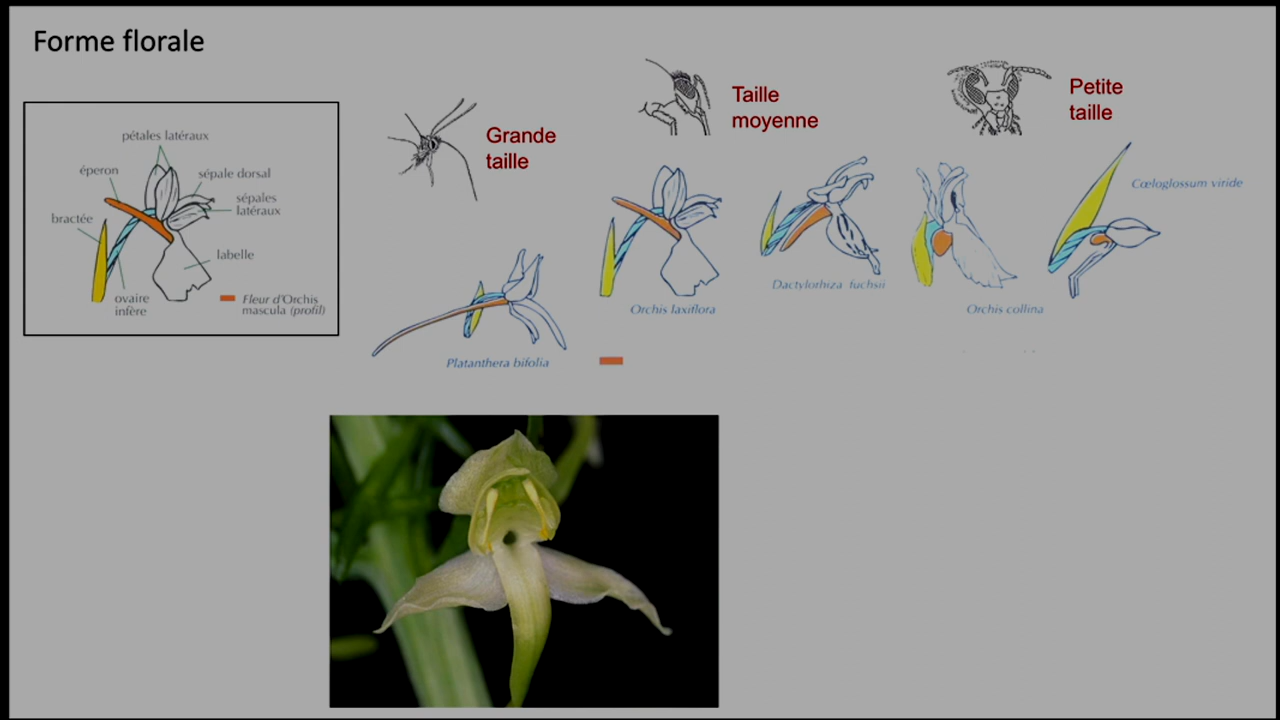 Forme florale
pétales latéraux
éperon
sépale dorsal
sépales
latéraux
bractée
labelle
ovaire
infère
Fleur d'Orchis
mascula (profil)
Grande
taille
Taille
moyenne
Petite
taille
Platanthera bifolia
Orchis laxiflora
Dactylorhiza fuchsii
Orchis collina
Cœloglossum viride